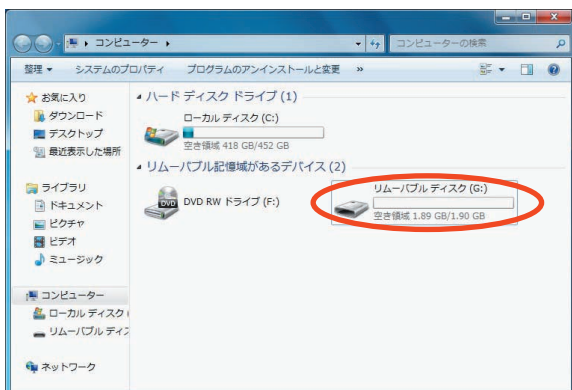 コンピューター
コンピューターの検索
整理
システムのプロパティ
プログラムのアンインストールと変更
»
お気に入り
ダウンロード
デスクトップ
最近表示した場所
ライブラリ
ドキュメント
ピクチャ
ビデオ
ミュージック
コンピューター
ローカル ディスク (
リムーバブル ディス
ネットワーク
ハード ディスク ドライブ (1)
ローカル ディスク (C:)
空き領域 418 GB/452 GB
リムーバブル記憶域があるデバイス (2)
DVD
DVD RW ドライブ (F:)
リムーバブル ディスク (G:)
空き領域 1.89 GB/1.90 GB